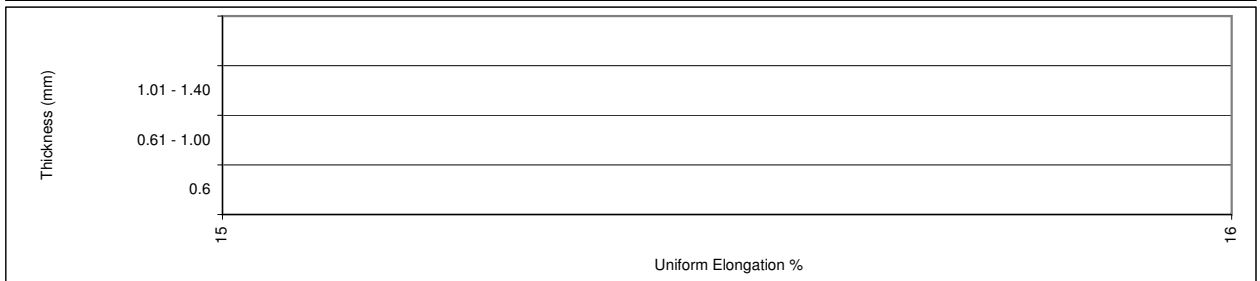 Thickness (mm)
1.01 - 1.40
0.61 - 1.00
0.6
15
16
Uniform Elongation %